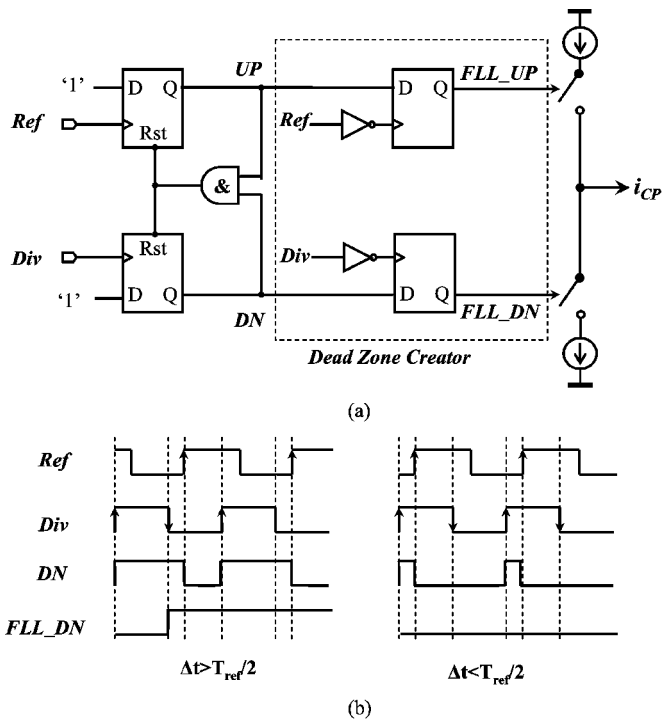 UP
FLL_UP
'1'
D Q
D Q
Ref
Rst
Ref
&
i_CP
Div
Rst
Div
'1'
D Q
D Q
DN
FLL_DN
Dead Zone Creator
(a)
Ref
Div
DN
FLL_DN
Δt>T_ref/2
Δt<T_ref/2
(b)